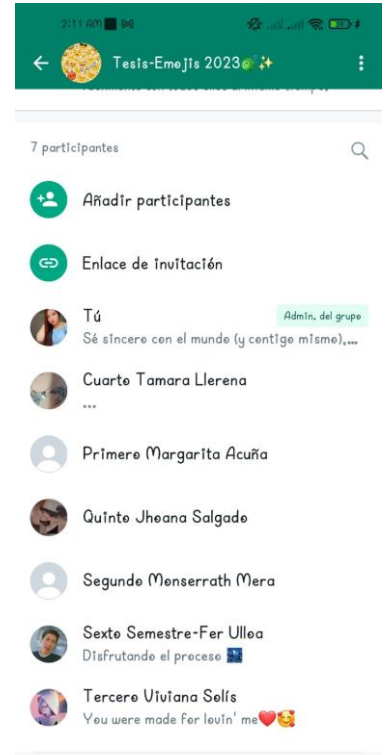 2:11 AM
Tesis-Emojis 2023
7 participantes
Añadir participantes
Enlace de invitación
Tú
Admin. del grupo
Sé sincero con el mundo (y contigo mismo),...
Cuarto Tamara Llerena
...
Primero Margarita Acuña
Quinto Jhoana Salgado
Segundo Monserrath Mera
Sexto Semestre-Fer Ulloa
Disfrutando el proceso
Tercero Viviana Solís
You were made for lovin' me❤️🥰